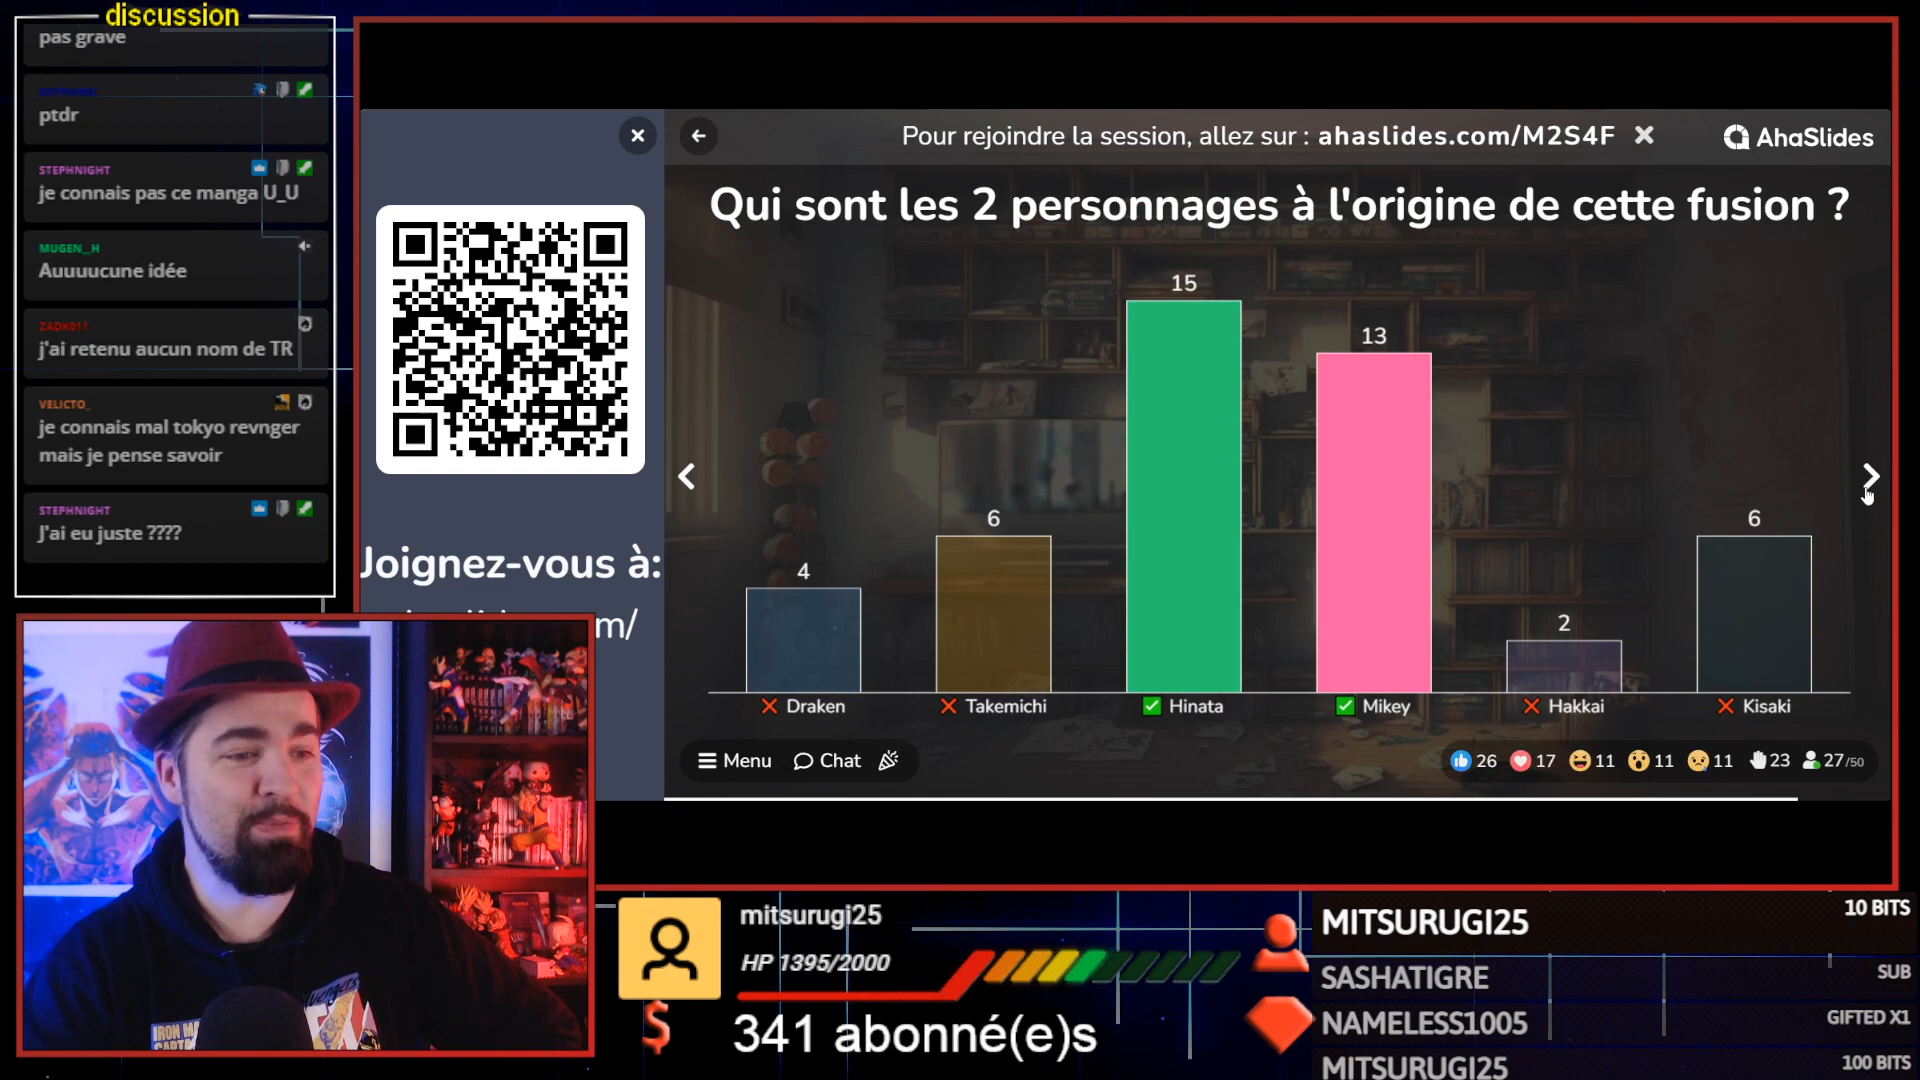 discussion
pas grave
ptdr
STEPHNIGHT
je connais pas ce manga U_U
MUGEN__H
Auuuucune idée
ZADK011
j'ai retenu aucun nom de TR
VELICTO_
je connais mal tokyo revnger
mais je pense savoir
STEPHNIGHT
J'ai eu juste ????
Joignez-vous à:
m/
Pour rejoindre la session, allez sur : ahaslides.com/M2S4F
AhaSlides
Qui sont les 2 personnages à l'origine de cette fusion ?
4
6
15
13
2
6
Draken
Takemichi
Hinata
Mikey
Hakkai
Kisaki
Menu
Chat
26
17
11
11
11
23
27/50
mitsurugi25
HP 1395/2000
$
341 abonné(e)s
MITSURUGI25
10 BITS
SASHATIGRE
SUB
NAMELESS1005
GIFTED X1
MITSURUGI25
100 BITS
IRON MA